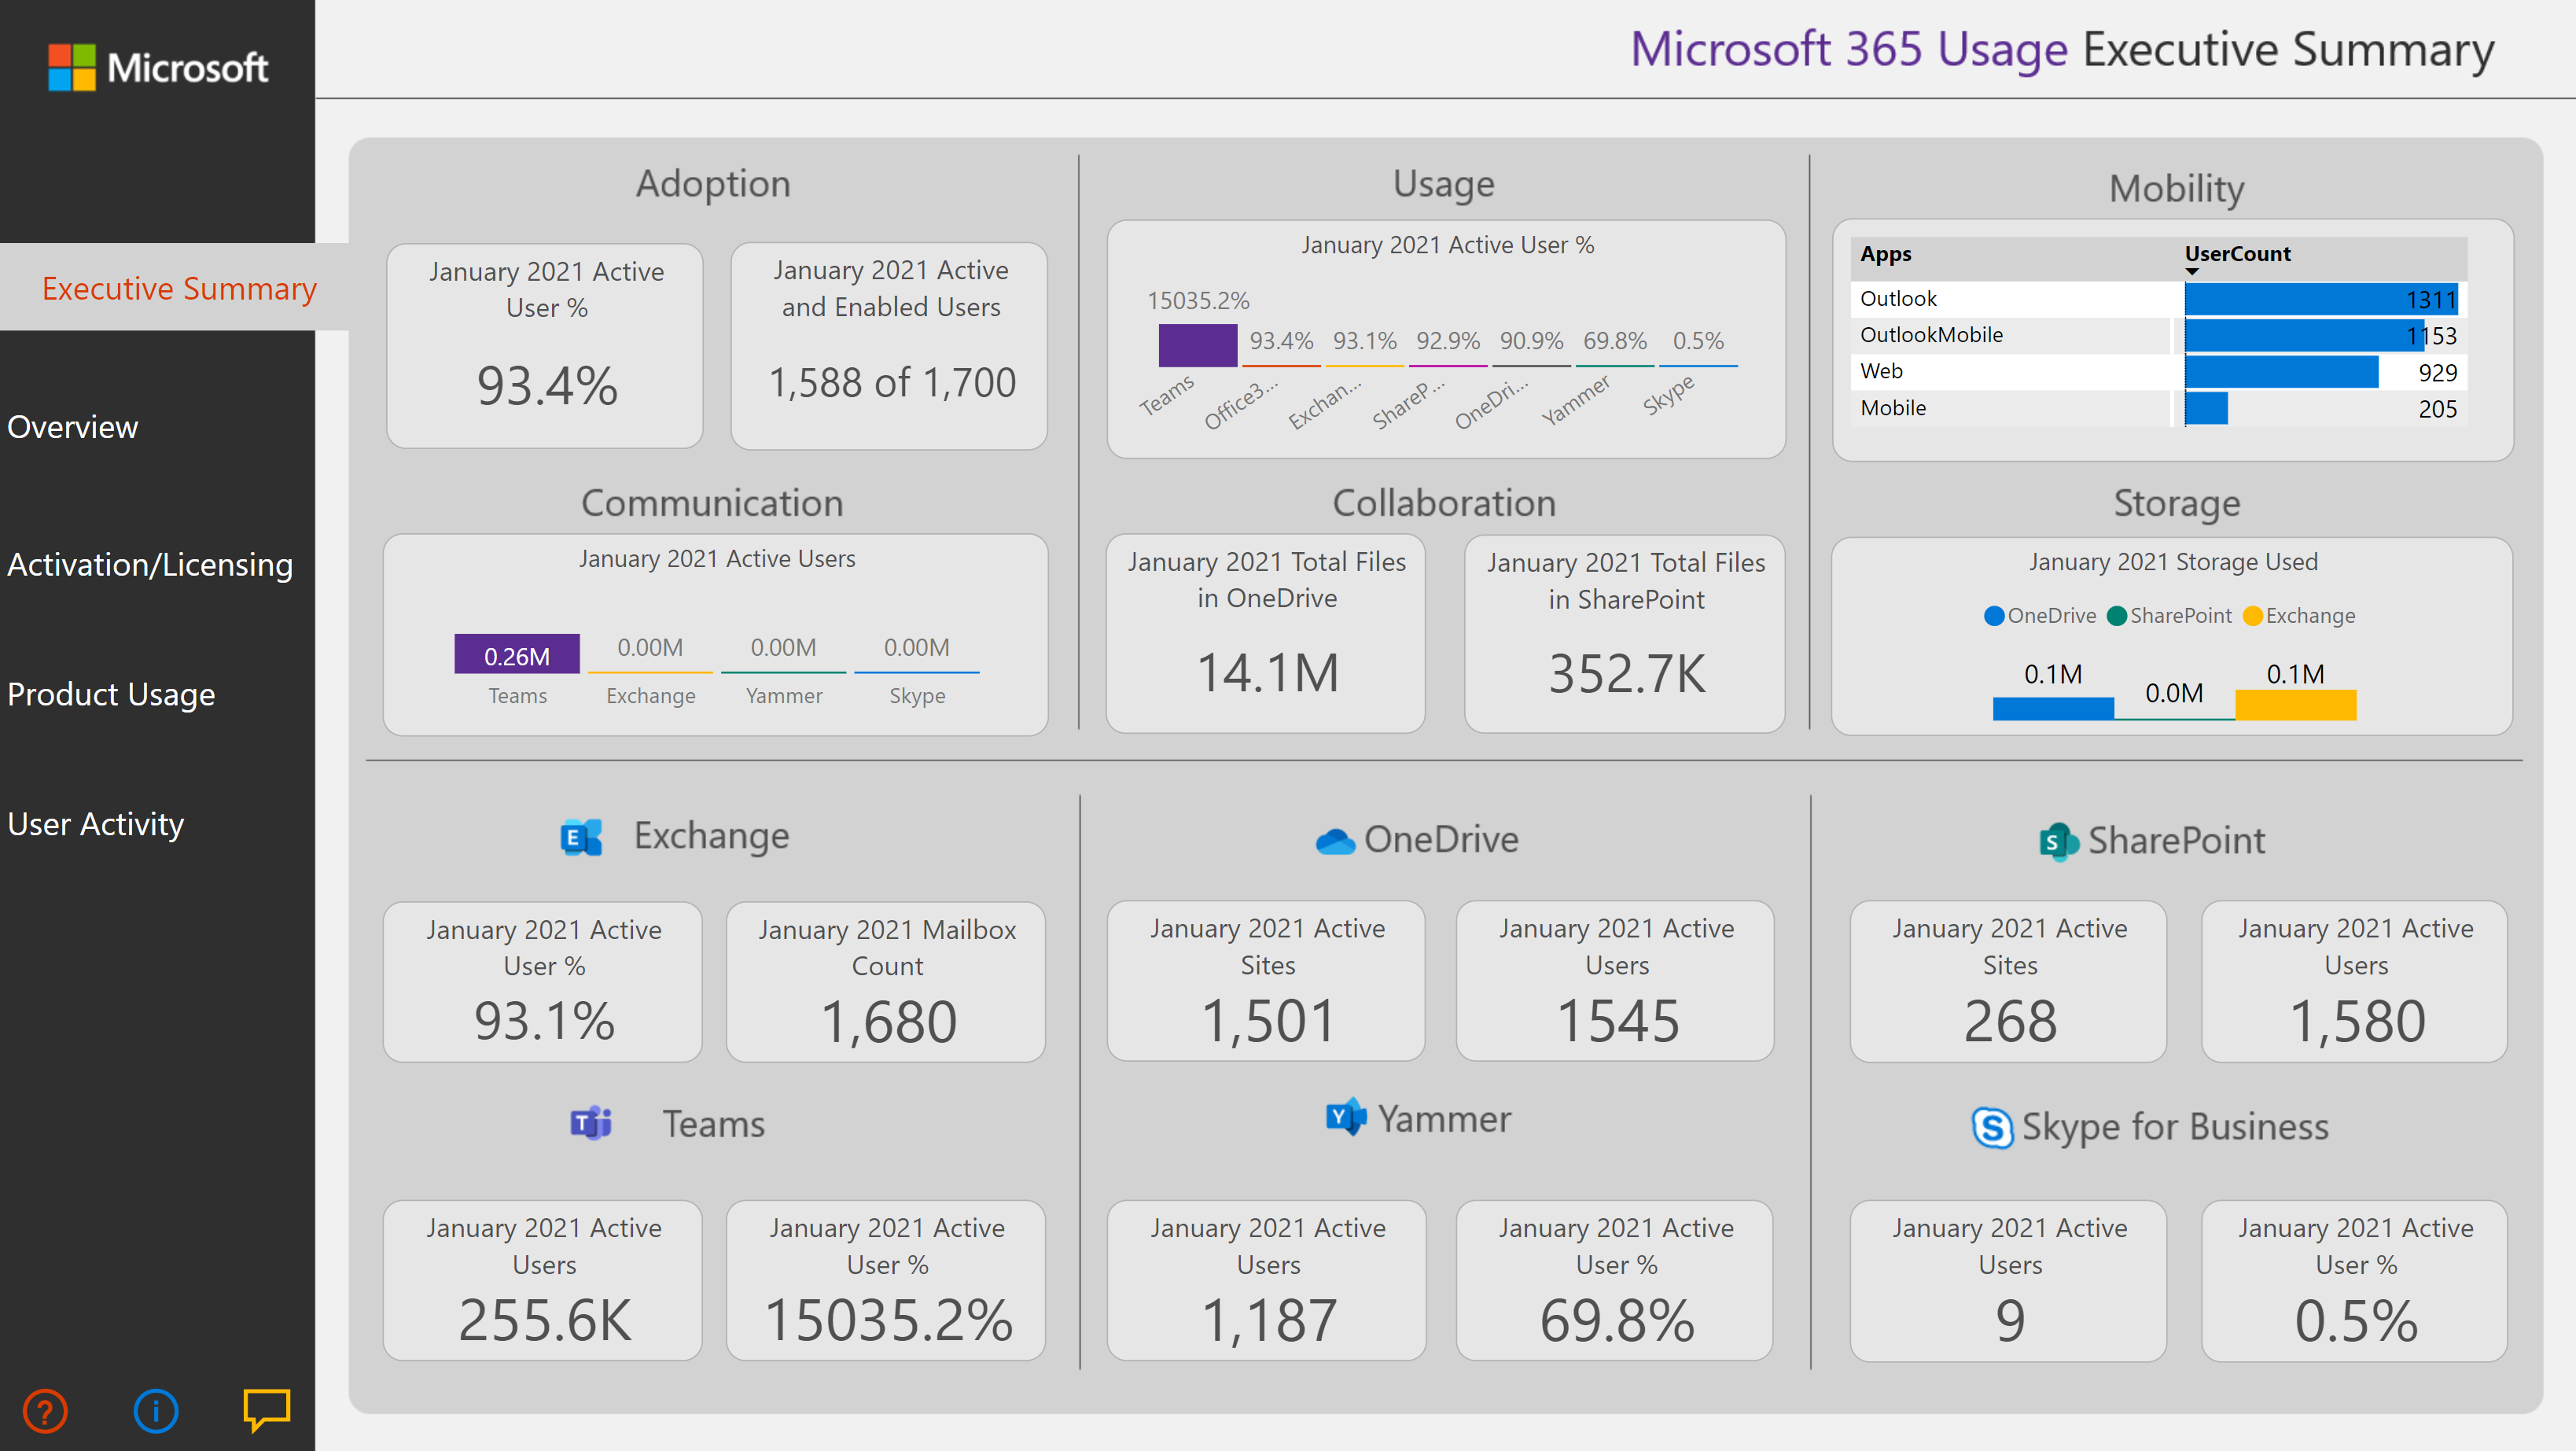 Microsoft
Microsoft 365 Usage Executive Summary
Executive Summary
Overview
Activation/Licensing
Product Usage
User Activity
?
i
Adoption
January 2021 Active
User %
93.4%
January 2021 Active
and Enabled Users
1,588 of 1,700
Usage
January 2021 Active User %
15035.2%
93.4% 93.1% 92.9% 90.9% 69.8% 0.5%
Teams Office3... Exchan... ShareP... OneDri... Yammer Skype
Mobility
Apps UserCount
Outlook 1311
OutlookMobile 1153
Web 929
Mobile 205
Communication
January 2021 Active Users
0.26M 0.00M 0.00M 0.00M
Teams Exchange Yammer Skype
Collaboration
January 2021 Total Files
in OneDrive
14.1M
January 2021 Total Files
in SharePoint
352.7K
Storage
January 2021 Storage Used
OneDrive SharePoint Exchange
0.1M 0.0M 0.1M
E Exchange
January 2021 Active
User %
93.1%
January 2021 Mailbox
Count
1,680
OneDrive
January 2021 Active
Sites
1,501
January 2021 Active
Users
1545
S SharePoint
January 2021 Active
Sites
268
January 2021 Active
Users
1,580
T Teams
January 2021 Active
Users
255.6K
January 2021 Active
User %
15035.2%
Y Yammer
January 2021 Active
Users
1,187
January 2021 Active
User %
69.8%
S Skype for Business
January 2021 Active
Users
9
January 2021 Active
User %
0.5%